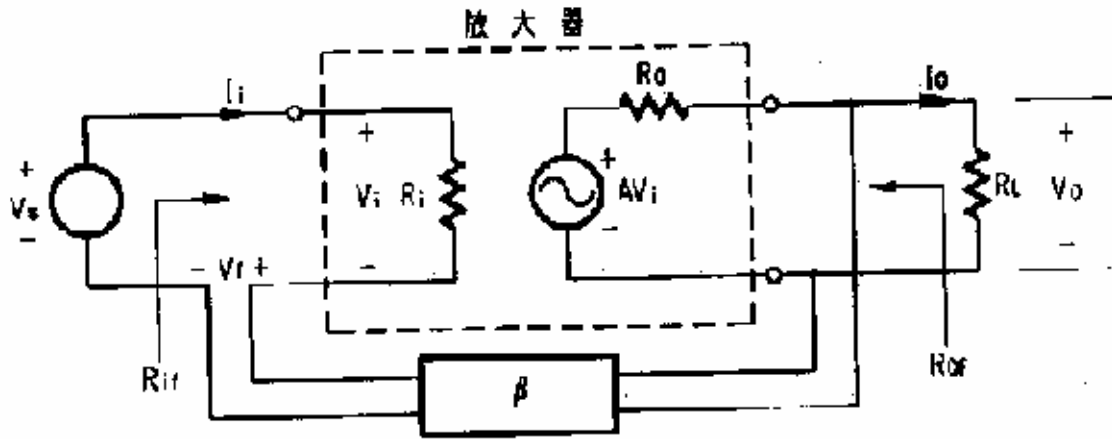 放大器
Ro
Io
Ii
+
+
+
+
Vs
Vi
Ri
AVi
RL
Vo
-
-
-
-
- Vf +
Rif
β
Rof